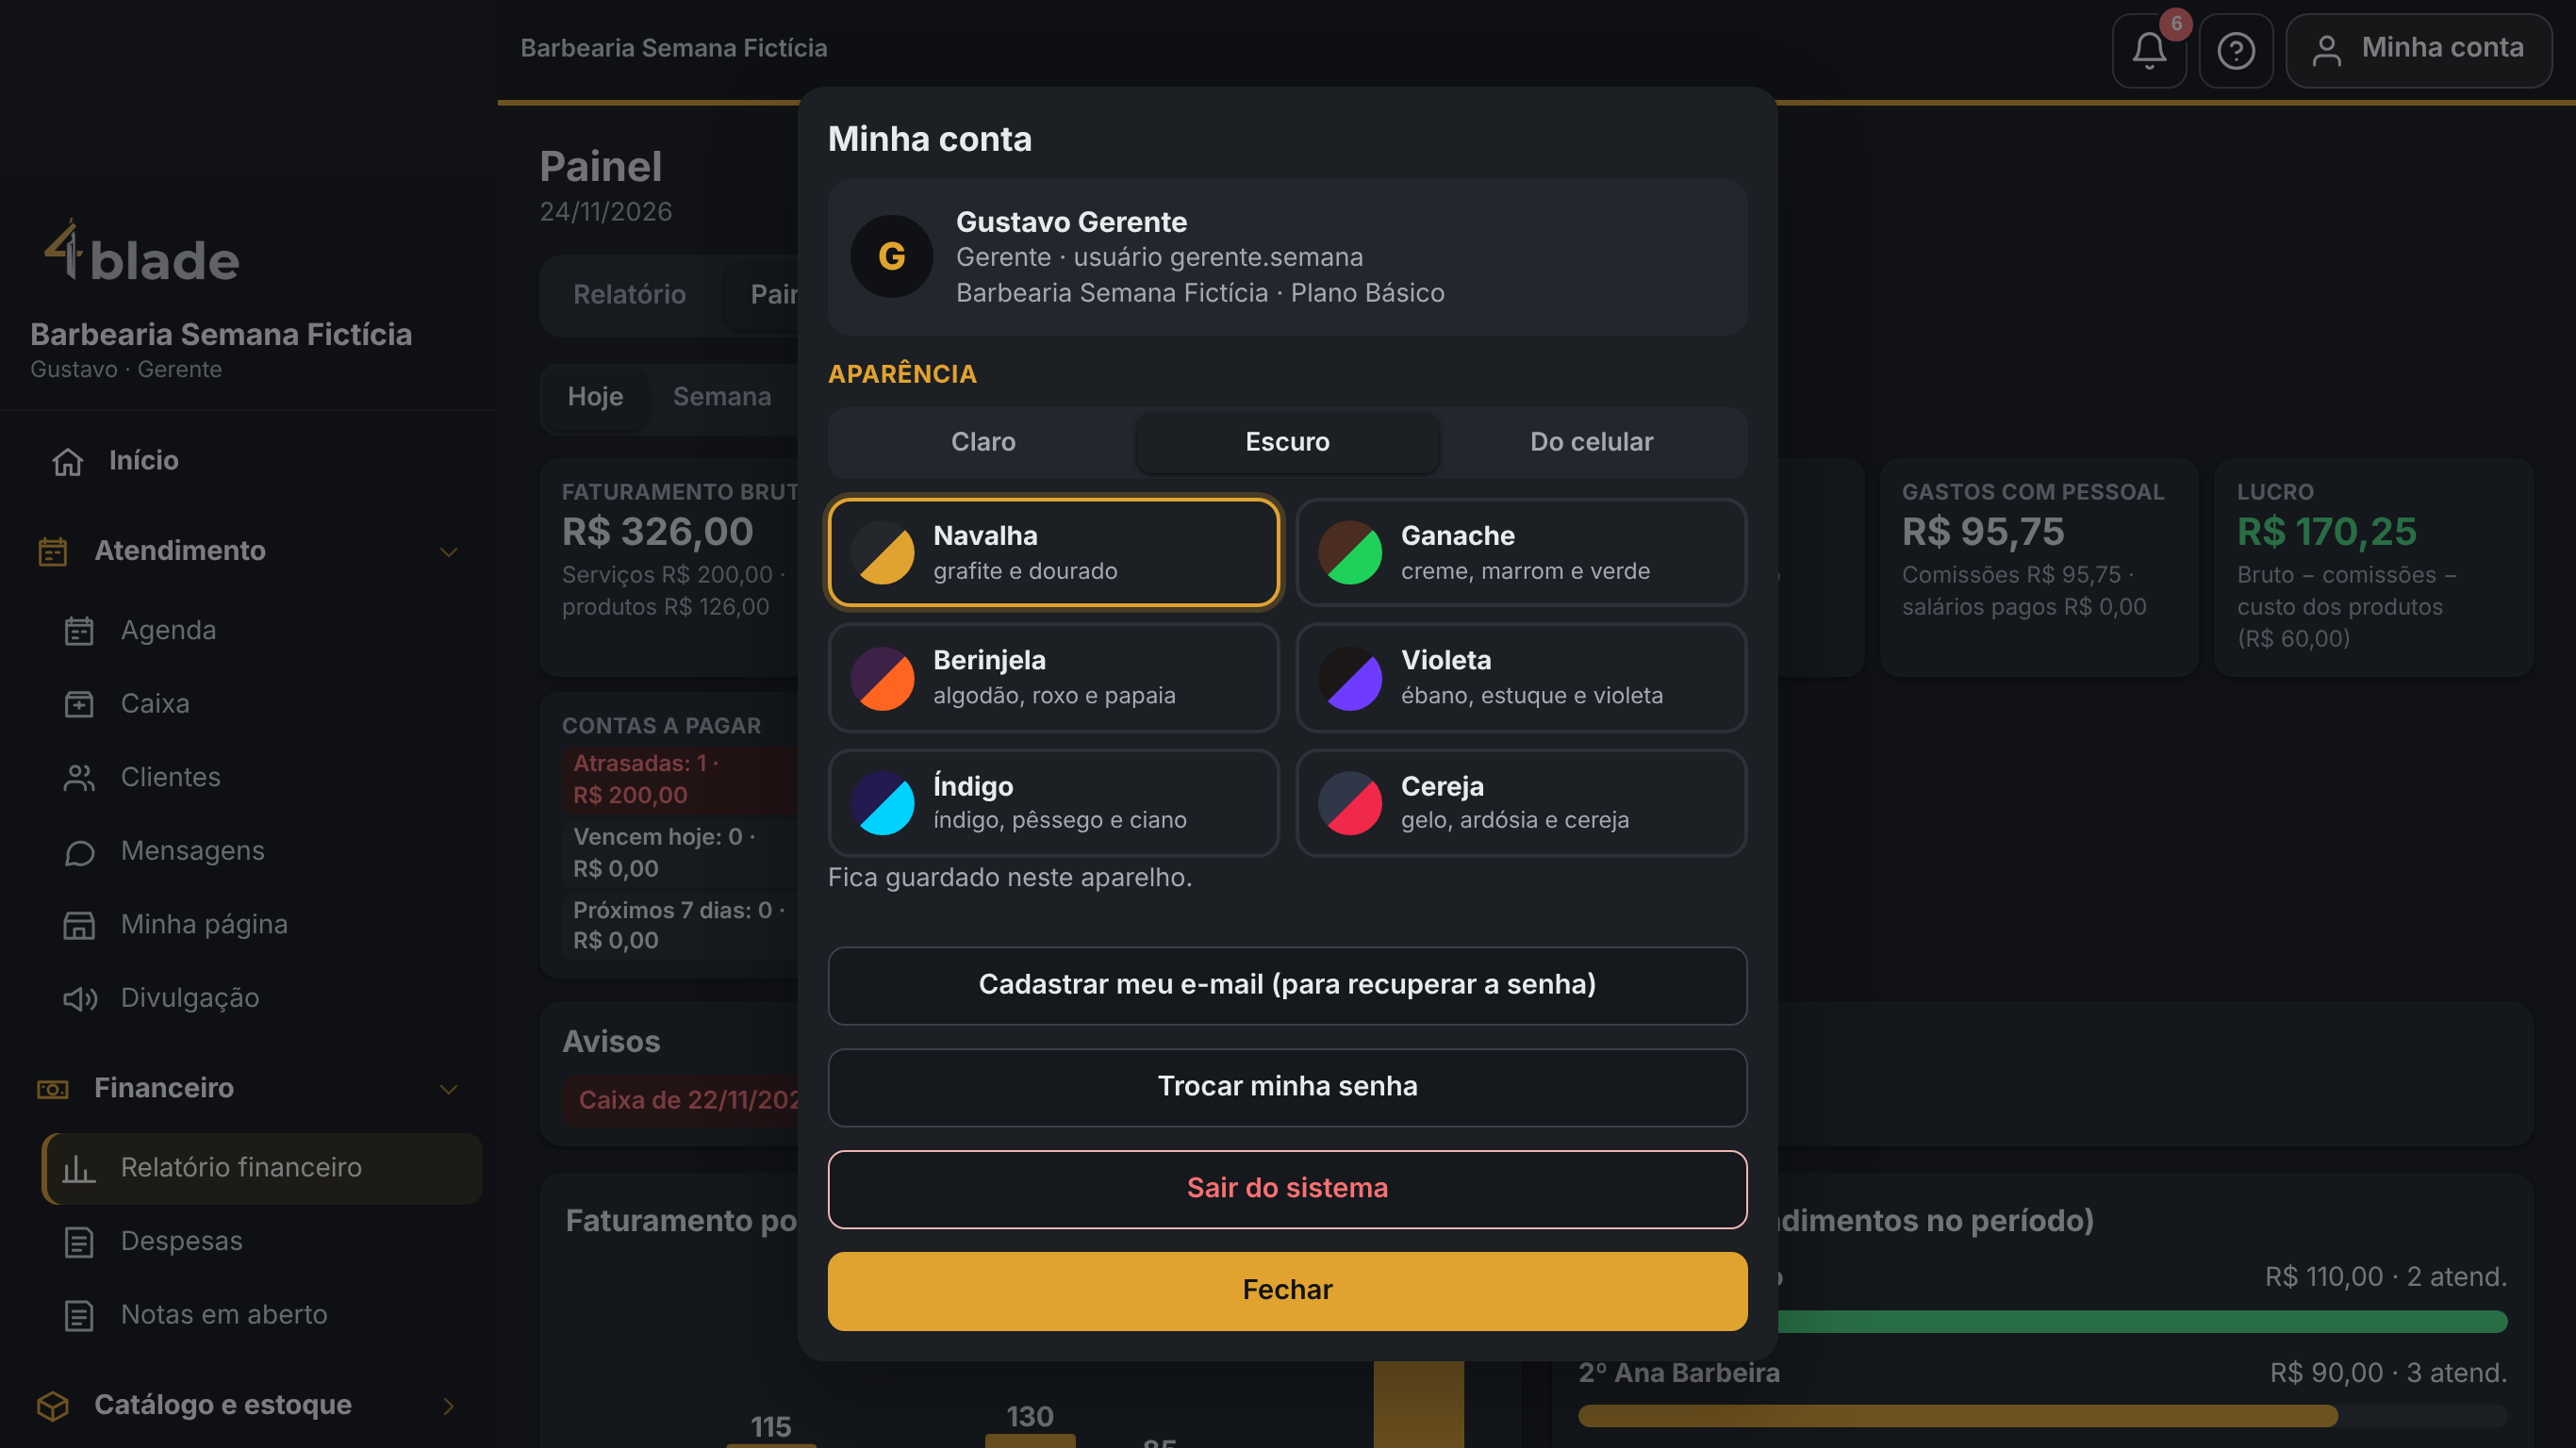 Barbearia Semana Fictícia
6
Minha conta
4blade
Barbearia Semana Fictícia
Gustavo · Gerente
Início
Atendimento
Agenda
Caixa
Clientes
Mensagens
Minha página
Divulgação
Financeiro
Relatório financeiro
Despesas
Notas em aberto
Catálogo e estoque
Painel
24/11/2026
Relatório
Hoje
Semana
FATURAMENTO
R$ 326,00
Serviços R$ 200,00 ·
produtos R$ 126,00
GASTOS COM PESSOAL
R$ 95,75
Comissões R$ 95,75 ·
salários pagos R$ 0,00
LUCRO
R$ 170,25
Bruto – comissões –
custo dos produtos
(R$ 60,00)
CONTAS A PAGAR
Atrasadas: 1 ·
R$ 200,00
Vencem hoje: 0 ·
R$ 0,00
Próximos 7 dias: 0 ·
R$ 0,00
Avisos
Caixa de 22/11/202
Faturamento
115
130
no período)
R$ 110,00 · 2 atend.
2º Ana Barbeira
R$ 90,00 · 3 atend.
Minha conta
G
Gustavo Gerente
Gerente · usuário gerente.semana
Barbearia Semana Fictícia · Plano Básico
APARÊNCIA
Claro
Escuro
Do celular
Navalha
grafite e dourado
Ganache
creme, marrom e verde
Berinjela
algodão, roxo e papaia
Violeta
ébano, estuque e violeta
Índigo
índigo, pêssego e ciano
Cereja
gelo, ardósia e cereja
Fica guardado neste aparelho.
Cadastrar meu e-mail (para recuperar a senha)
Trocar minha senha
Sair do sistema
Fechar